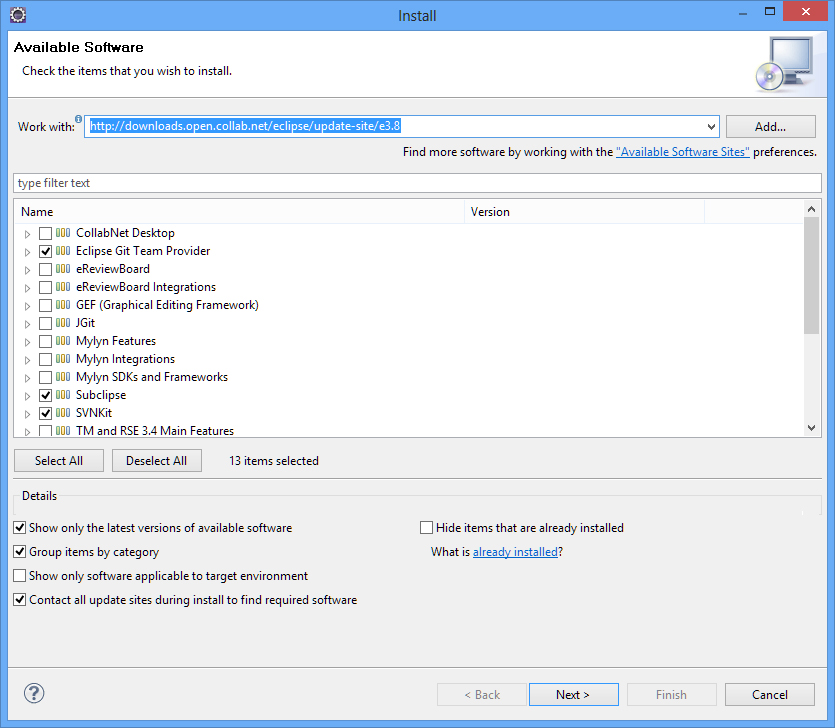 Install
Available Software
Check the items that you wish to install.
Work with: http://downloads.open.collab.net/eclipse/update-site/e3.8 Add...
Find more software by working with the "Available Software Sites" preferences.
type filter text
Name Version
CollabNet Desktop
Eclipse Git Team Provider
eReviewBoard
eReviewBoard Integrations
GEF (Graphical Editing Framework)
JGit
Mylyn Features
Mylyn Integrations
Mylyn SDKs and Frameworks
Subclipse
SVNKit
TM and RSE 3.4 Main Features
Select All Deselect All 13 items selected
Details
Show only the latest versions of available software Hide items that are already installed
Group items by category What is already installed?
Show only software applicable to target environment
Contact all update sites during install to find required software
? < Back Next > Finish Cancel